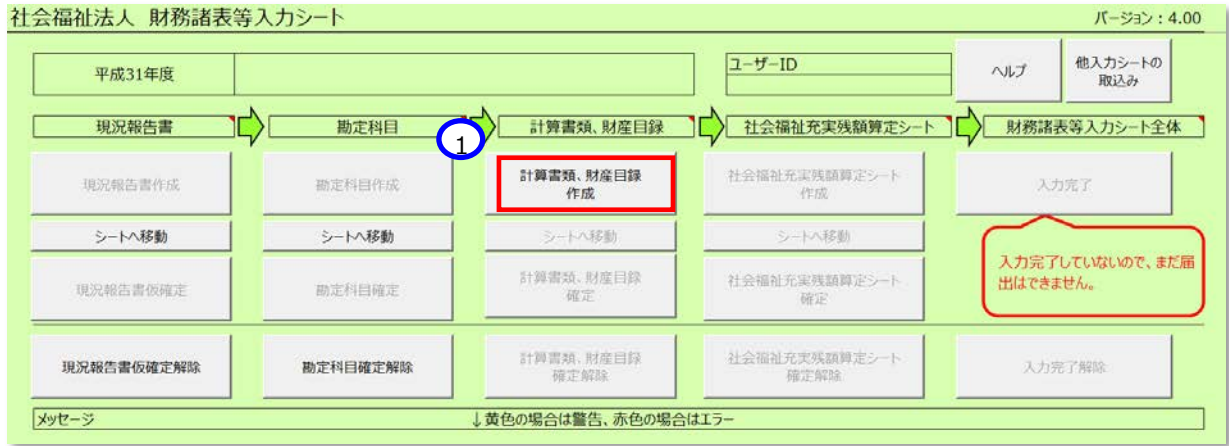 社会福祉法人 財務諸表等入力シート
バージョン：4.00
平成31年度
ユーザーID
ヘルプ
他入力シートの
取込み
現況報告書
勘定科目
計算書類、財産目録
社会福祉充実残額算定シート
財務諸表等入力シート全体
1
現況報告書作成
勘定科目作成
計算書類、財産目録
作成
社会福祉充実残額算定シート
作成
入力完了
シートへ移動
シートへ移動
シートへ移動
シートへ移動
入力完了していないので、まだ届
出はできません。
現況報告書仮確定
勘定科目確定
計算書類、財産目録
確定
社会福祉充実残額算定シート
確定
現況報告書仮確定解除
勘定科目確定解除
計算書類、財産目録
確定解除
社会福祉充実残額算定シート
確定解除
入力完了解除
メッセージ
↓黄色の場合は警告、赤色の場合はエラー